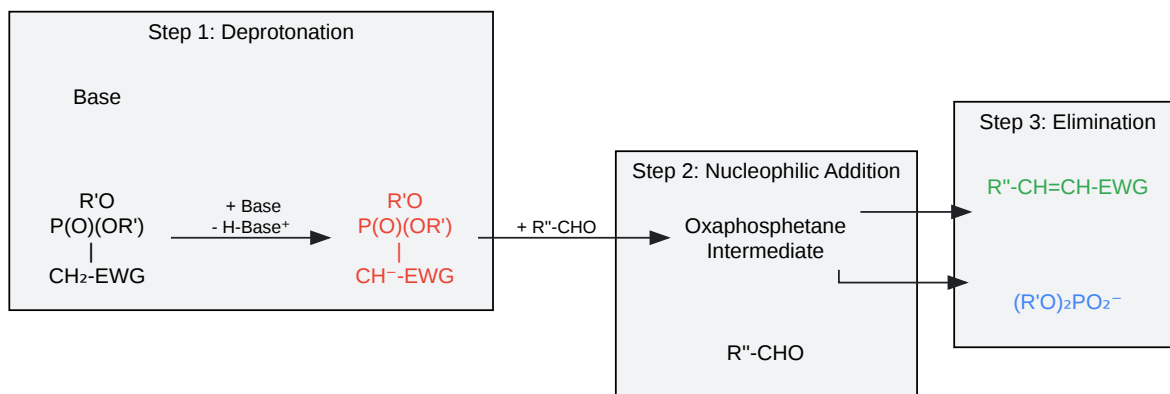 Step 1: Deprotonation
Base
R'O
P(O)(OR')
|
CH₂-EWG
+ Base
- H-Base⁺
R'O
P(O)(OR')
|
CH⁻-EWG
+ R"-CHO
Step 2: Nucleophilic Addition
Oxaphosphetane
Intermediate
R"-CHO
Step 3: Elimination
R"-CH=CH-EWG
(R'O)₂PO₂⁻